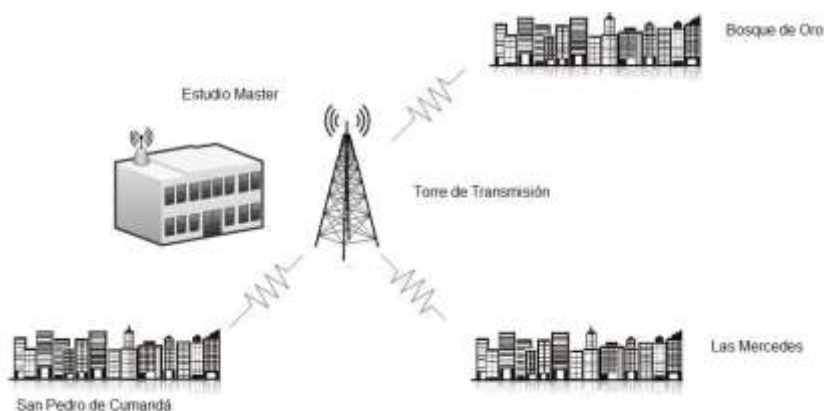 Bosque de Oro
Estudio Master
Torre de Transmisión
Las Mercedes
San Pedro de Cumandá